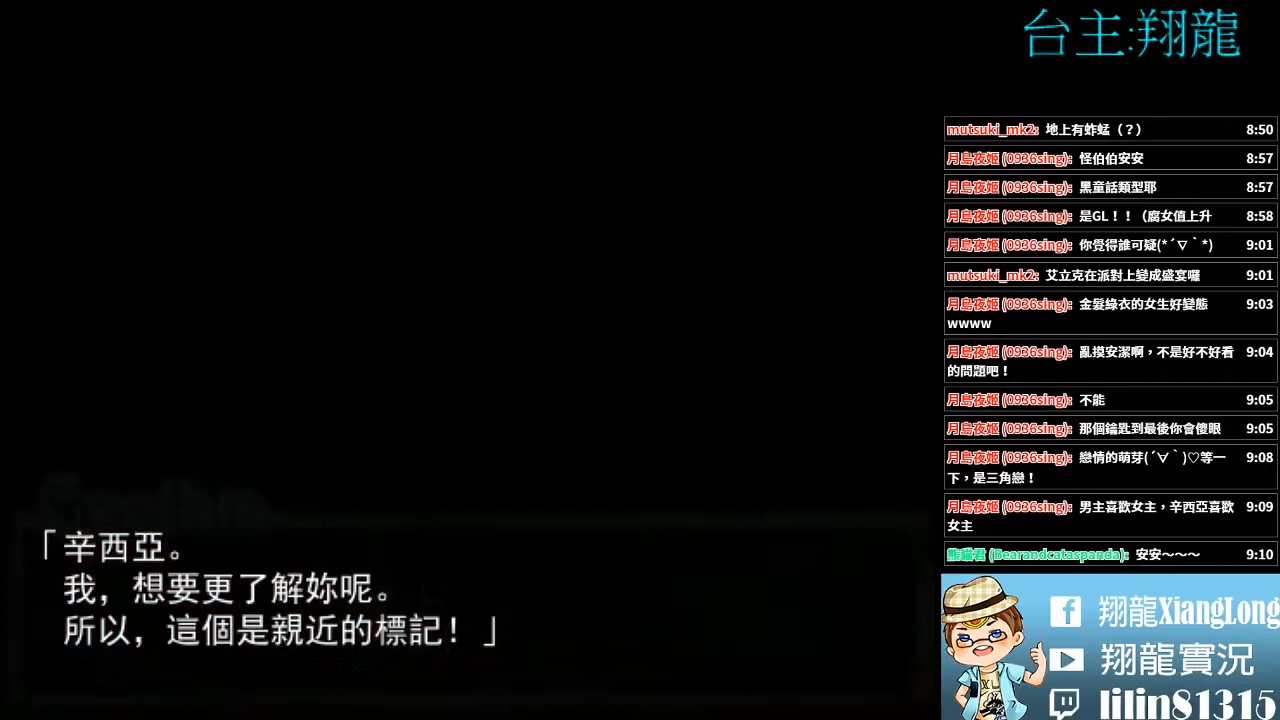 台主:翔龍
mutsuki_mk2: 地上有蚱蜢（？） 8:50
月島夜姬 (0936sing): 怪伯伯安安 8:57
月島夜姬 (0936sing): 黑童話類型耶 8:57
月島夜姬 (0936sing): 是GL！！（腐女值上升 8:58
月島夜姬 (0936sing): 你覺得誰可疑(*´∇｀*) 9:01
mutsuki_mk2: 艾立克在派對上變成盛宴囉 9:01
月島夜姬 (0936sing): 金髮綠衣的女生好變態 9:03
wwww
月島夜姬 (0936sing): 亂摸安潔啊，不是好不好看 9:04
的問題吧！
月島夜姬 (0936sing): 不能 9:05
月島夜姬 (0936sing): 那個鑰匙到最後你會傻眼 9:05
月島夜姬 (0936sing): 戀情的萌芽(´∀｀)♡等一 9:08
下，是三角戀！
月島夜姬 (0936sing): 男主喜歡女主，辛西亞喜歡 9:09
女主
熊貓君 (Bearandcataspanda): 安安～～～ 9:10
「辛西亞。
我，想要更了解妳呢。
所以，這個是親近的標記！」
翔龍XiangLong
翔龍實況
lilin81315